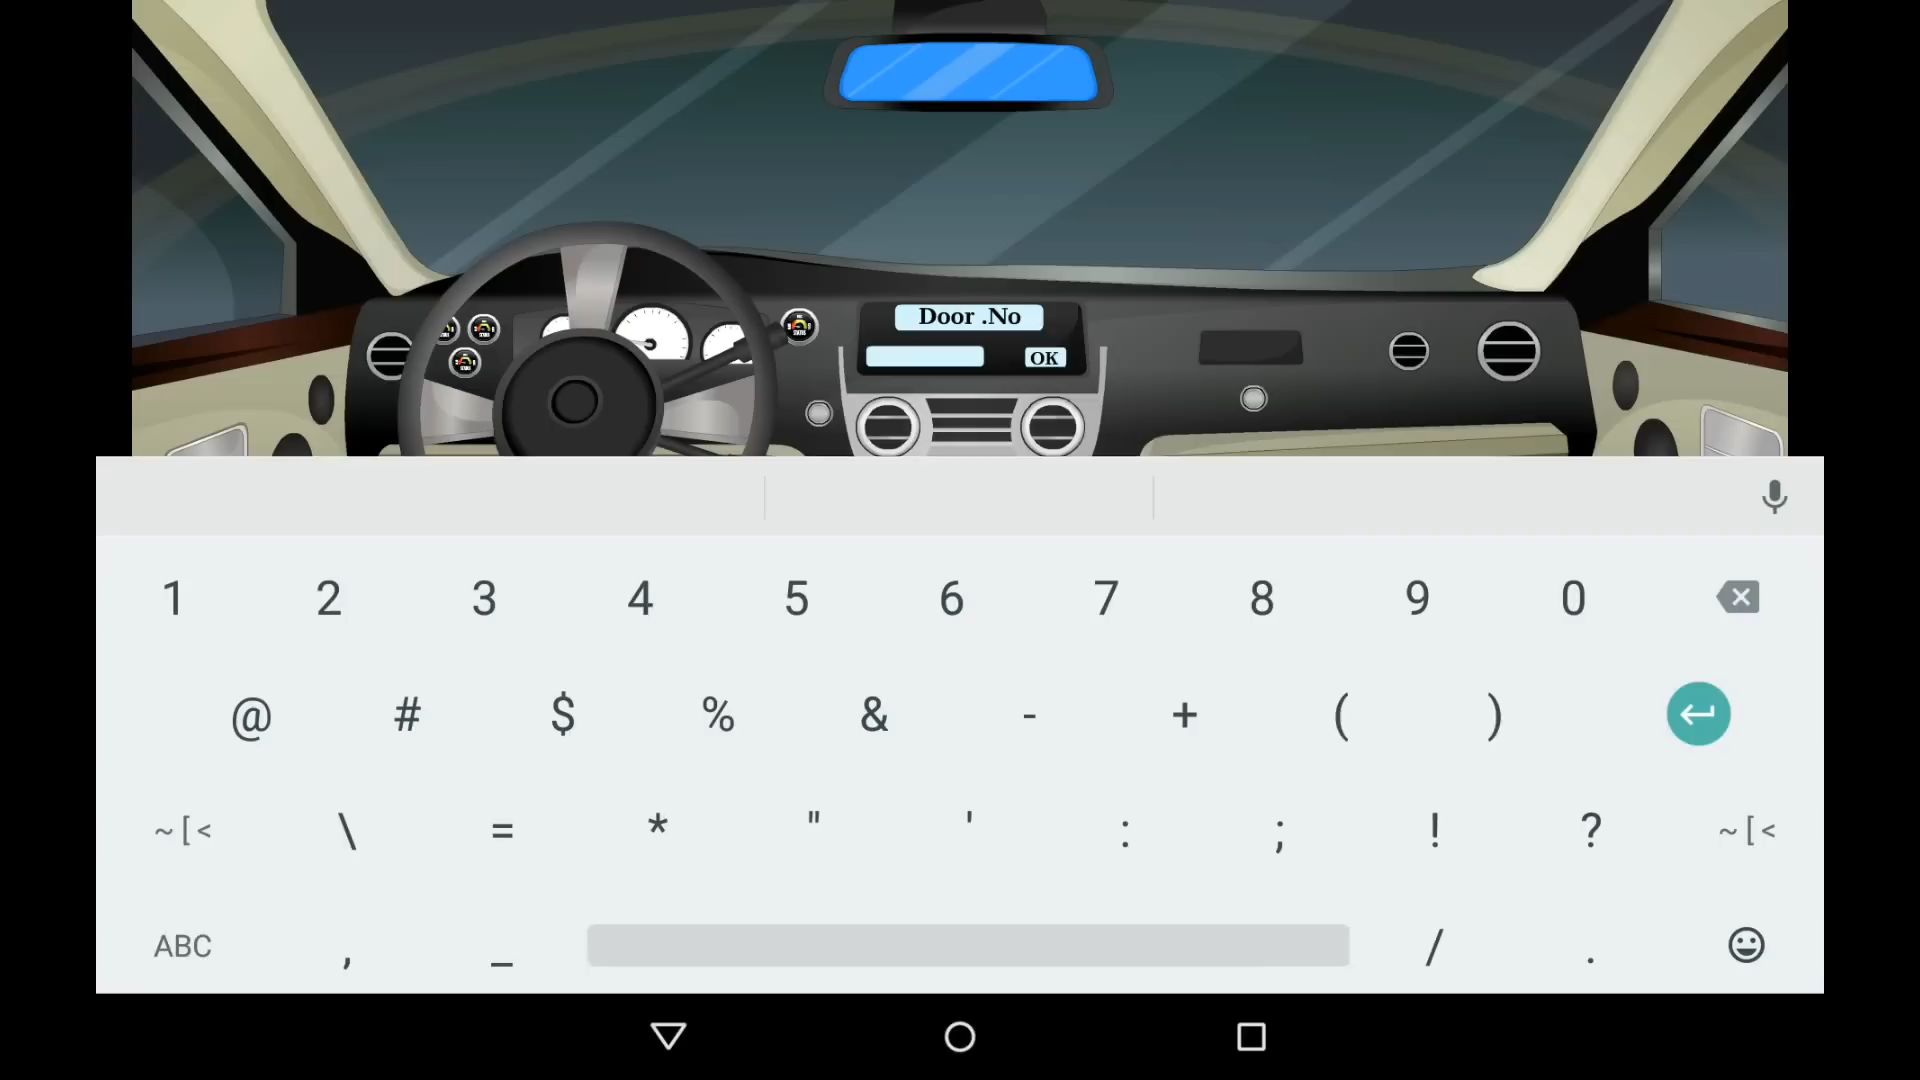 Door .No
OK
1 2 3 4 5 6 7 8 9 0
@ # $ % & - + ( )
~ [ < \ = * " ' : ; ! ? ~ [ <
ABC , _ / .